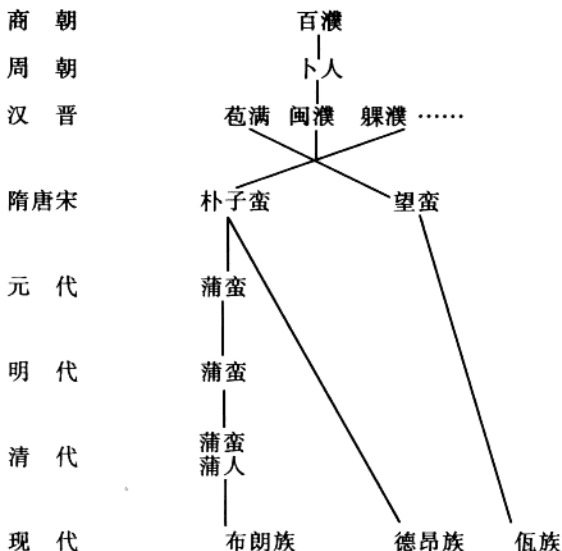 商 朝 百濮
周 朝 卜人
汉 晋 苞满 闽濮 躶濮 ……
隋唐宋 朴子蛮 望蛮
元 代 蒲蛮
明 代 蒲蛮
清 代 蒲蛮
蒲人
现 代 布朗族 德昂族 佤族